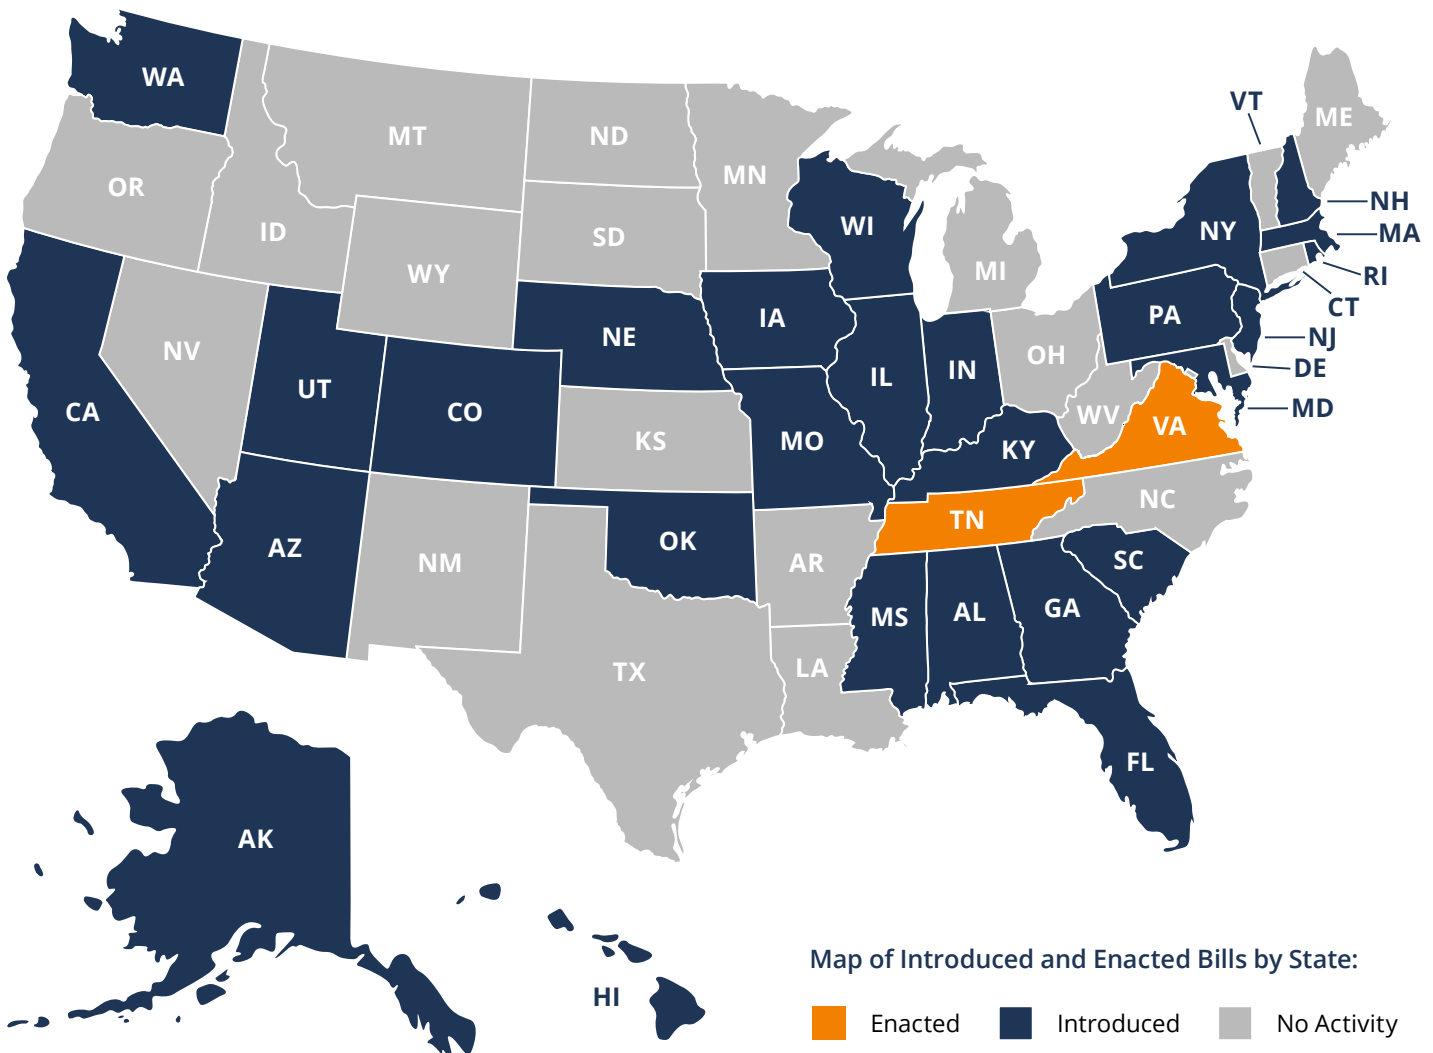 WA
MT
ND
MN
OR
ID
WY
SD
WI
MI
NY
VT
ME
NH
MA
RI
CT
NJ
DE
MD
PA
NV
UT
CO
NE
IA
IL
IN
OH
CA
KS
MO
KY
WV
VA
AZ
NM
OK
AR
TN
NC
SC
TX
LA
MS
AL
GA
FL
AK
HI
Map of Introduced and Enacted Bills by State:
Enacted
Introduced
No Activity